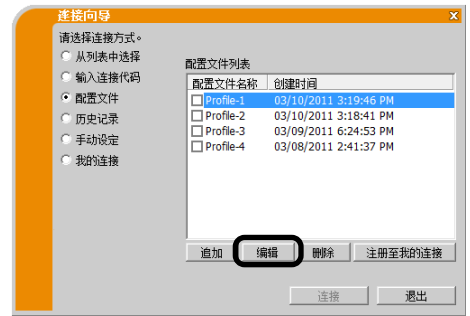 连接向导
请选择连接方式。
从列表中选择
输入连接代码
配置文件
历史记录
手动设定
我的连接
配置文件列表
配置文件名称 创建时间
Profile-1 03/10/2011 3:19:46 PM
Profile-2 03/10/2011 3:18:41 PM
Profile-3 03/09/2011 6:24:53 PM
Profile-4 03/08/2011 2:41:37 PM
追加 编辑 删除 注册至我的连接
连接 退出